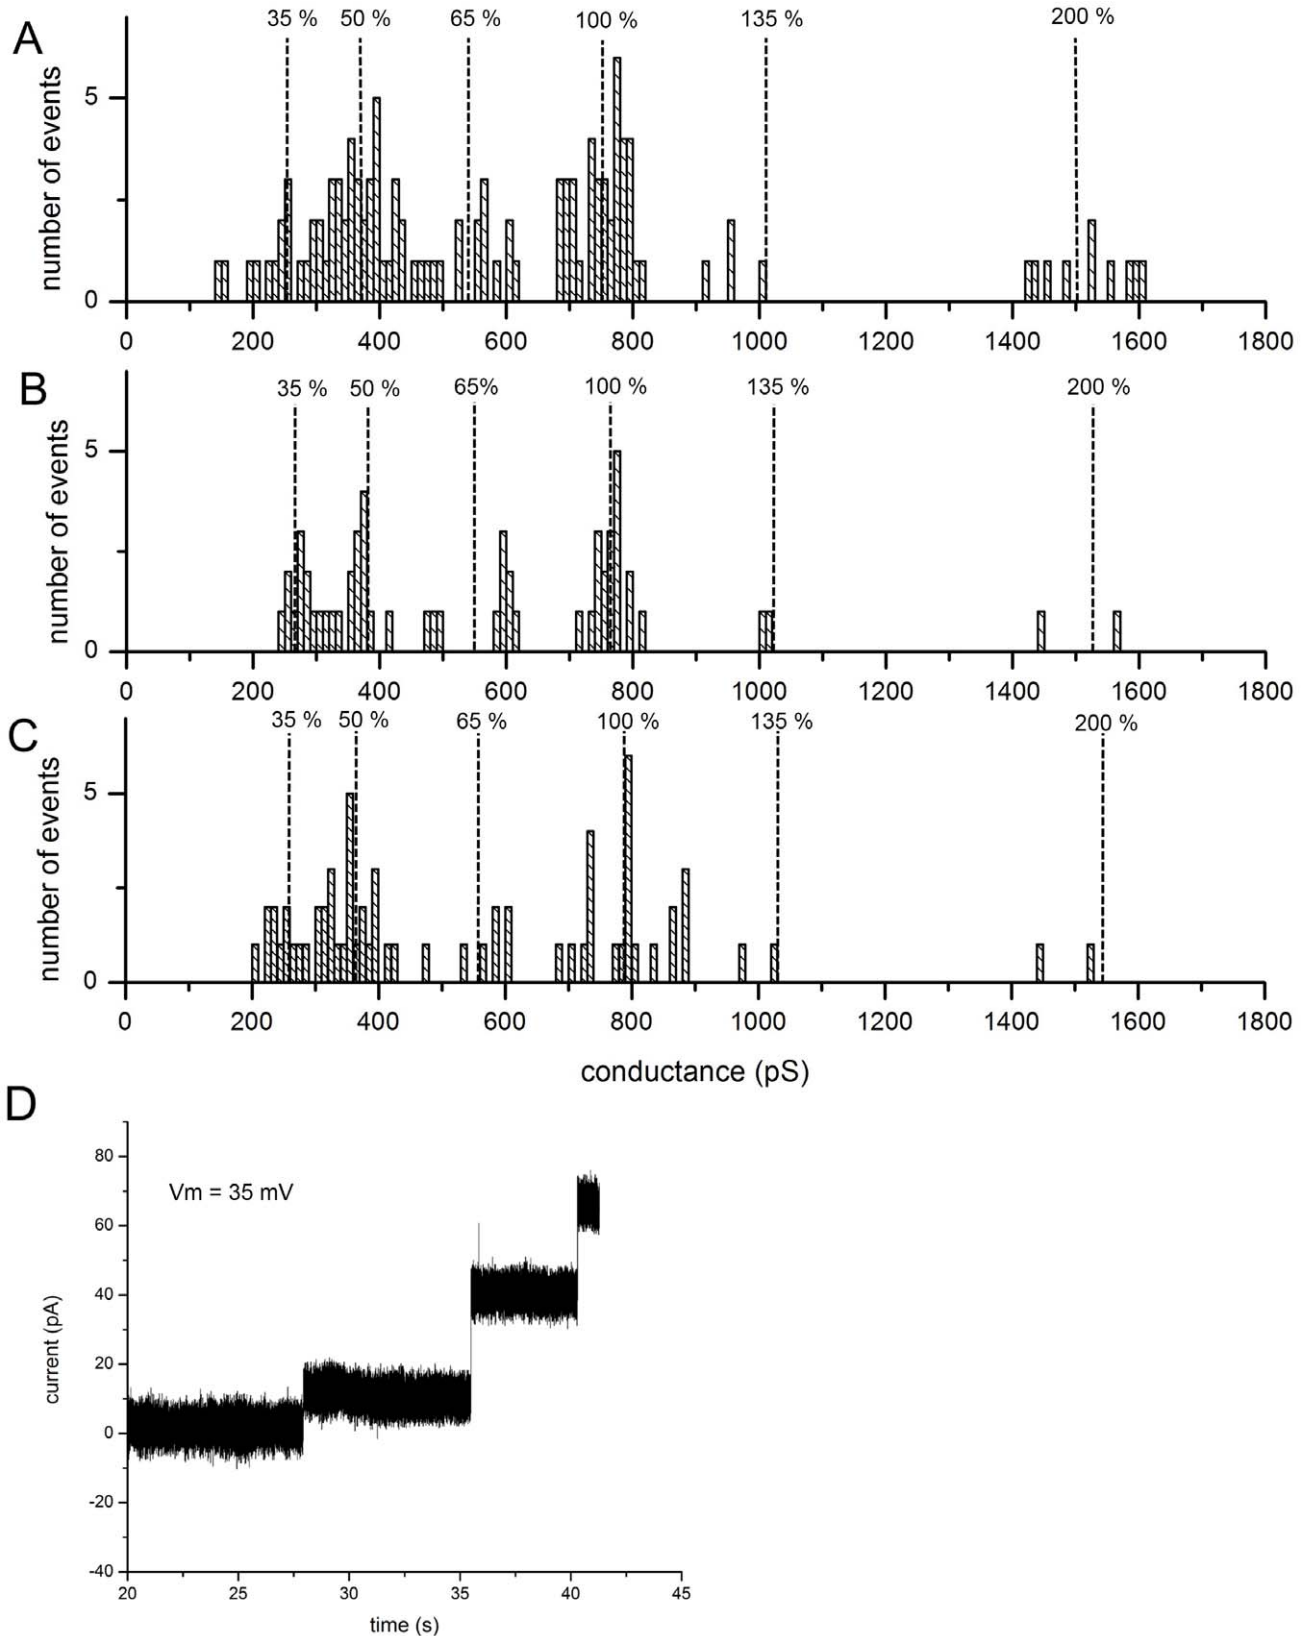 A
35 % 50 % 65 % 100 % 135 % 200 %
number of events
5
0
0 200 400 600 800 1000 1200 1400 1600 1800
B
35 % 50 % 65% 100 % 135 % 200 %
number of events
5
0
0 200 400 600 800 1000 1200 1400 1600 1800
C
35 % 50 % 65 % 100 % 135 % 200 %
number of events
5
0
0 200 400 600 800 1000 1200 1400 1600 1800
conductance (pS)
D
Vm = 35 mV
current (pA)
80
60
40
20
0
-20
-40
20 25 30 35 40 45
time (s)